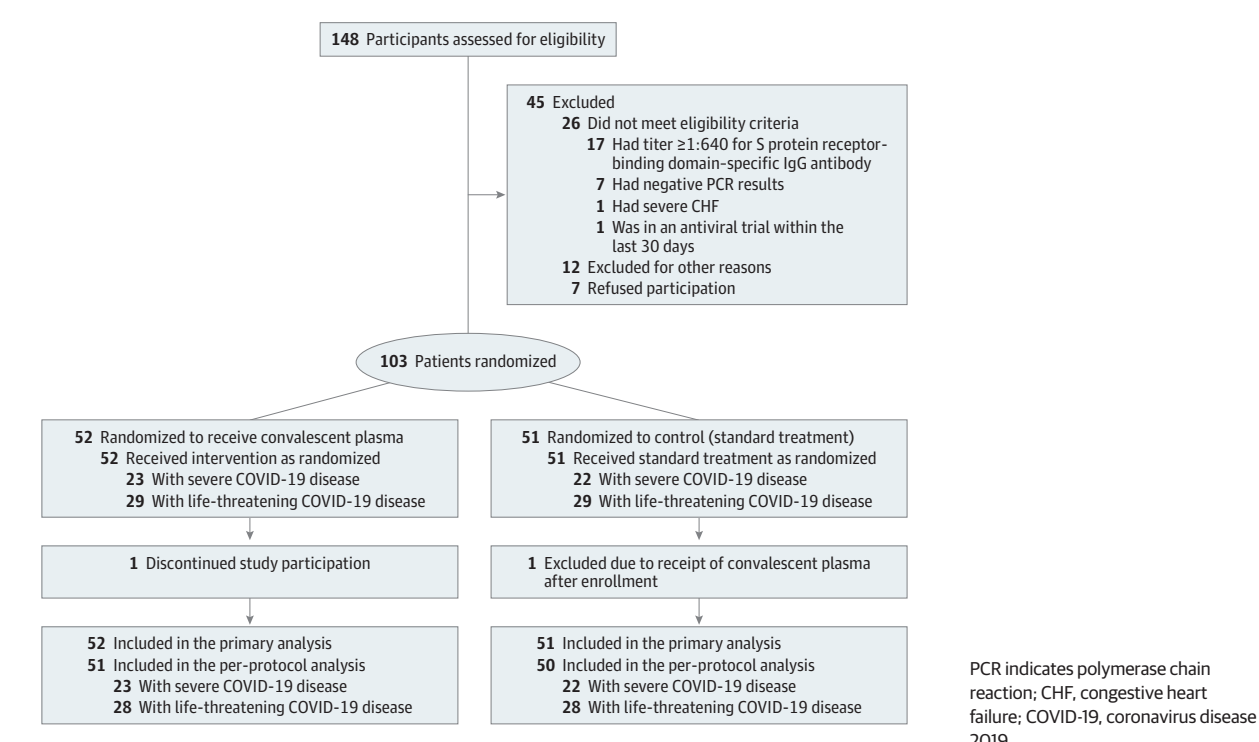 148 Participants assessed for eligibility
45 Excluded
26 Did not meet eligibility criteria
17 Had titer ≥1:640 for S protein receptor-
binding domain–specific IgG antibody
7 Had negative PCR results
1 Had severe CHF
1 Was in an antiviral trial within the
last 30 days
12 Excluded for other reasons
7 Refused participation
103 Patients randomized
52 Randomized to receive convalescent plasma
52 Received intervention as randomized
23 With severe COVID-19 disease
29 With life-threatening COVID-19 disease
51 Randomized to control (standard treatment)
51 Received standard treatment as randomized
22 With severe COVID-19 disease
29 With life-threatening COVID-19 disease
1 Discontinued study participation
1 Excluded due to receipt of convalescent plasma
after enrollment
52 Included in the primary analysis
51 Included in the per-protocol analysis
23 With severe COVID-19 disease
28 With life-threatening COVID-19 disease
51 Included in the primary analysis
50 Included in the per-protocol analysis
22 With severe COVID-19 disease
28 With life-threatening COVID-19 disease
PCR indicates polymerase chain
reaction; CHF, congestive heart
failure; COVID-19, coronavirus disease
2019